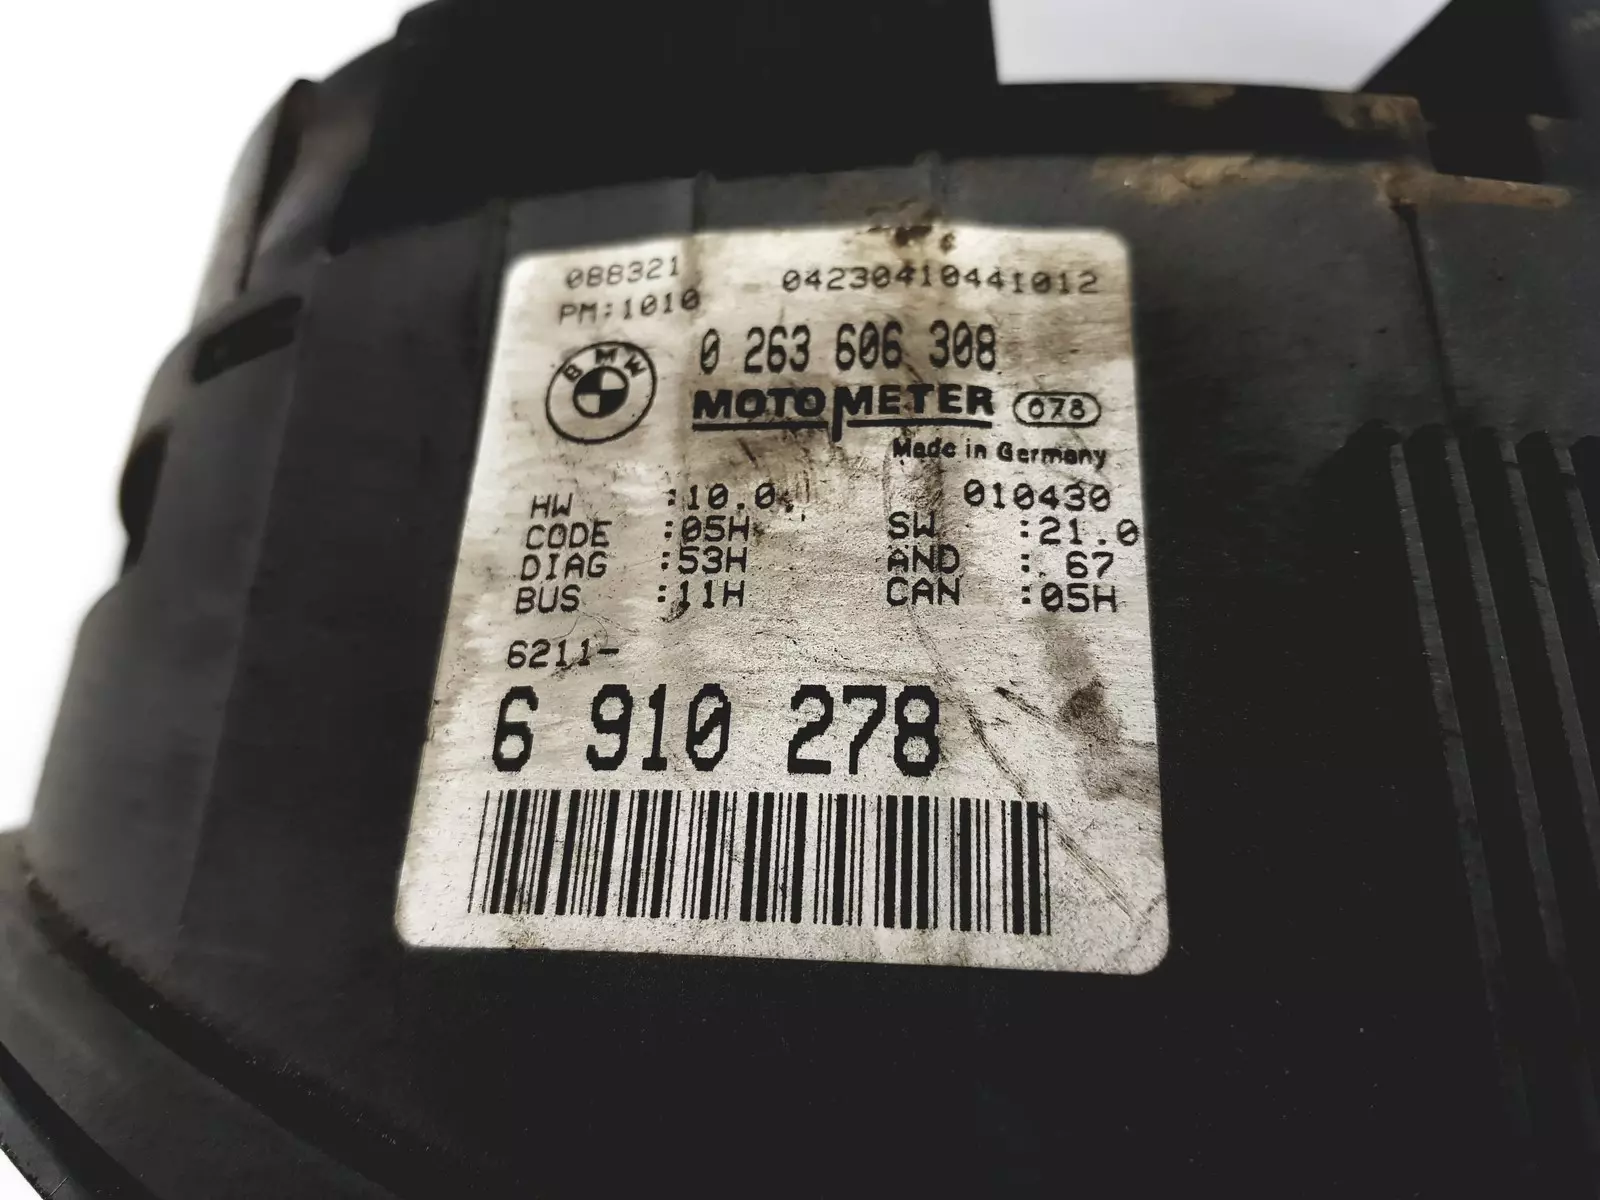 088321 04230410441012
PM:1010
0 263 606 308
BMW
MOTOMETER 078
Made in Germany
HW :10.0 010430
CODE :05H SW :21.0
DIAG :53H AND :.67
BUS :11H CAN :05H
6211-
6 910 278